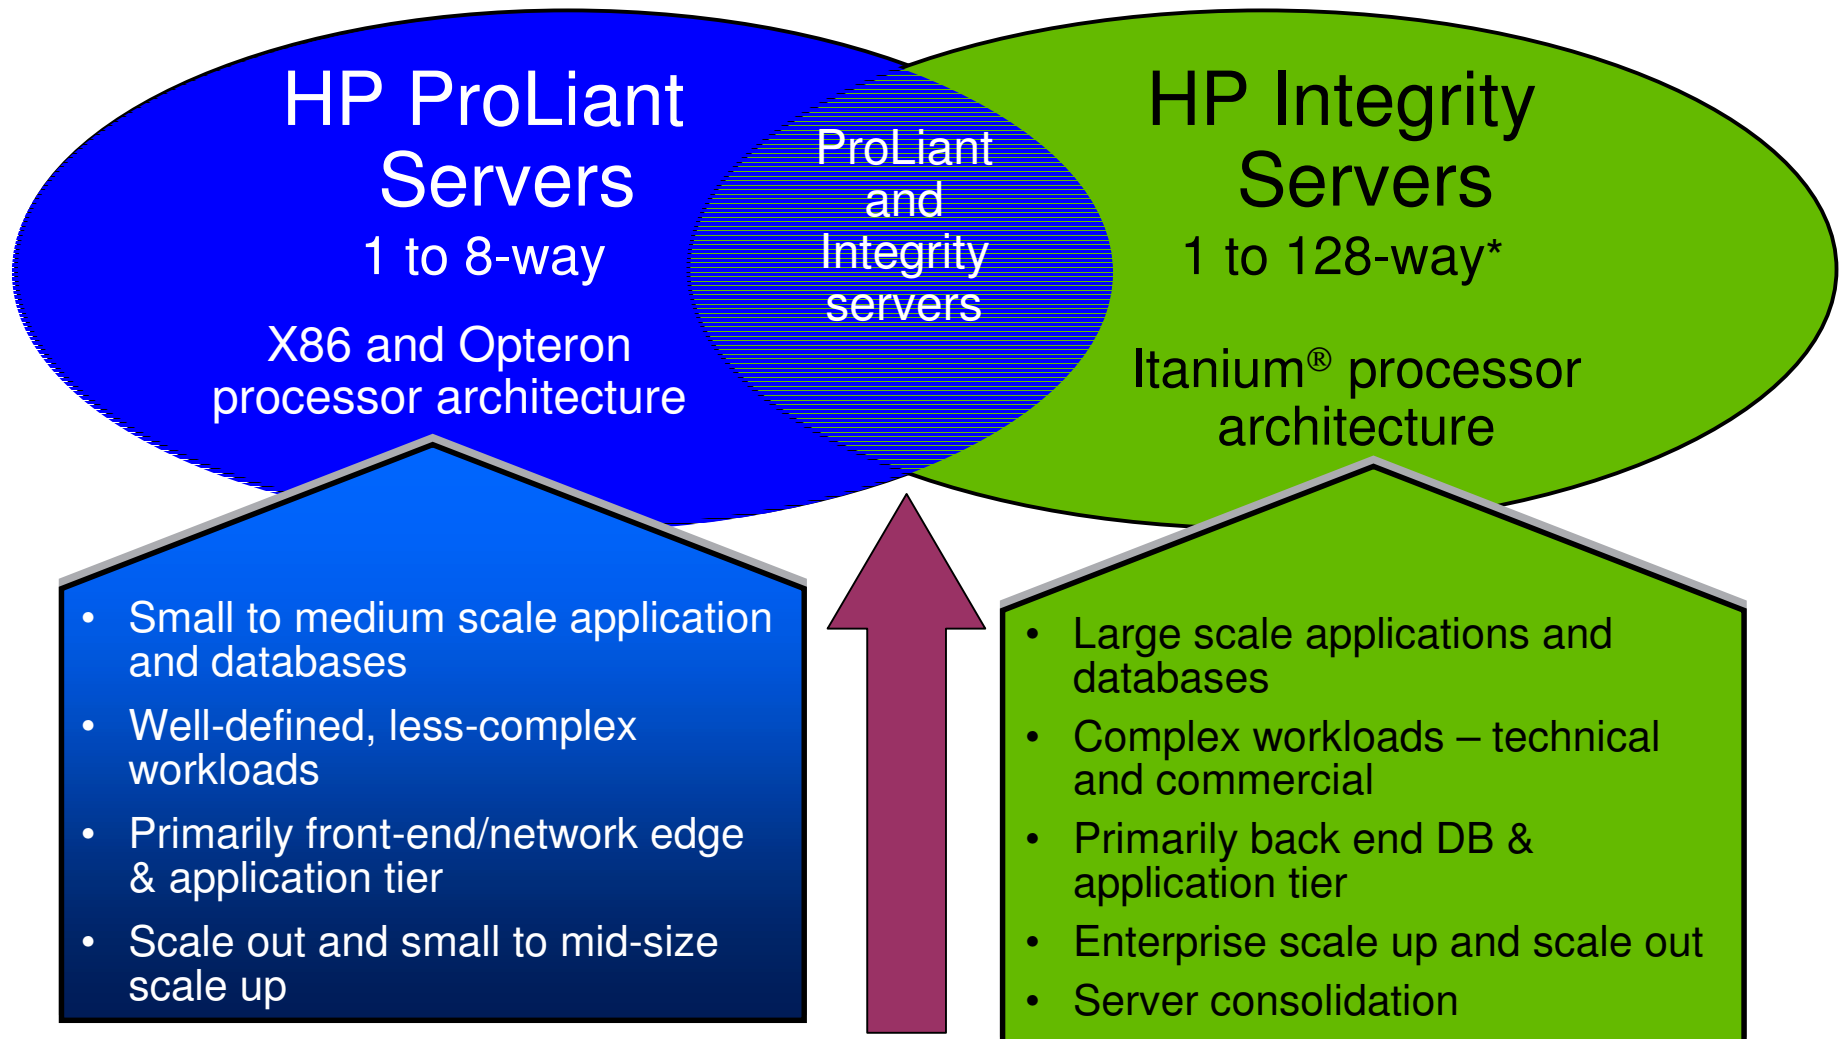 HP ProLiant
Servers
1 to 8-way
X86 and Opteron
processor architecture
ProLiant
and
Integrity
servers
HP Integrity
Servers
1 to 128-way*
Itanium® processor
architecture
• Small to medium scale application
and databases
• Well-defined, less-complex
workloads
• Primarily front-end/network edge
& application tier
• Scale out and small to mid-size
scale up
• Large scale applications and
databases
• Complex workloads – technical
and commercial
• Primarily back end DB &
application tier
• Enterprise scale up and scale out
• Server consolidation